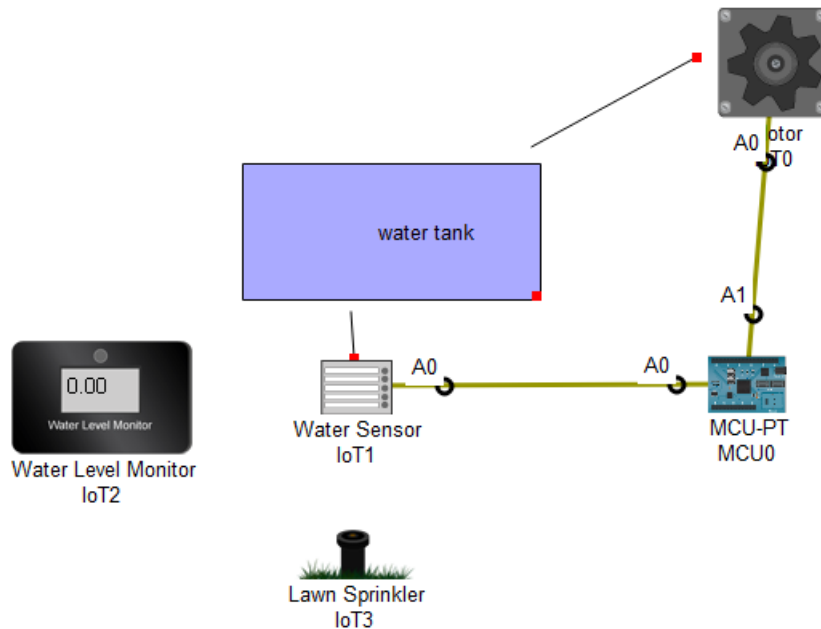 otor
A0
T0
water tank
A1
0.00
Water Level Monitor
A0
A0
Water Sensor
IoT1
MCU-PT
MCU0
Water Level Monitor
IoT2
Lawn Sprinkler
IoT3